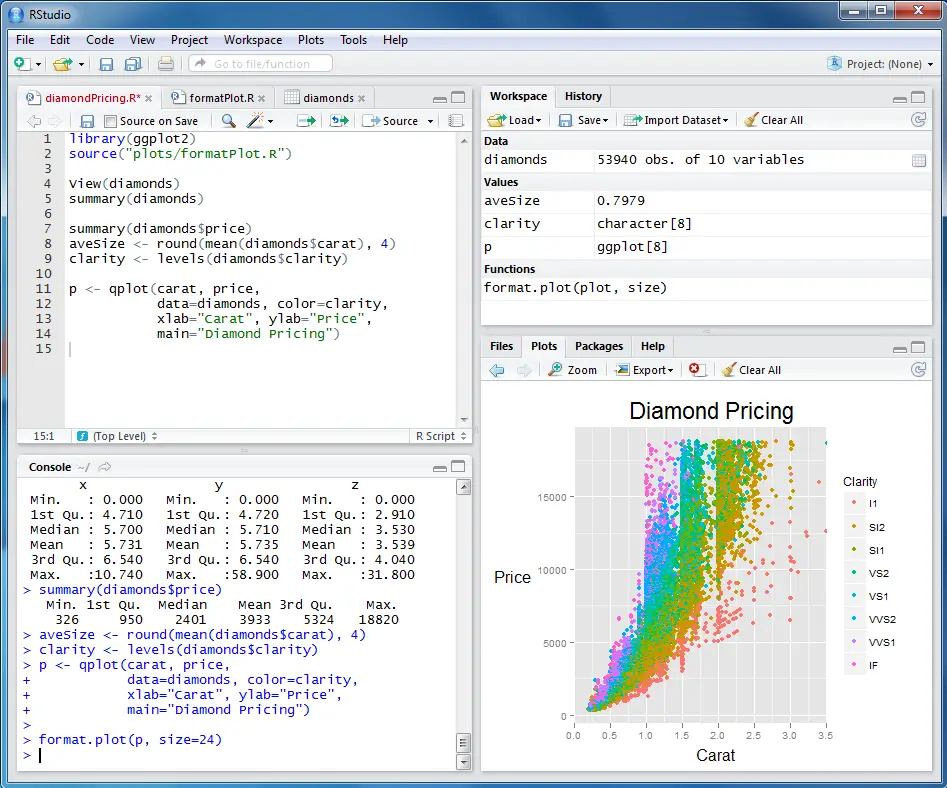 RStudio
File Edit Code View Project Workspace Plots Tools Help
Go to file/function Project: (None)
diamondPricing.R* formatPlot.R diamonds
Source on Save Source
1 library(ggplot2)
2 source("plots/formatPlot.R")
3
4 View(diamonds)
5 summary(diamonds)
6
7 summary(diamonds$price)
8 aveSize <- round(mean(diamonds$carat), 4)
9 clarity <- levels(diamonds$clarity)
10
11 p <- qplot(carat, price,
12 data=diamonds, color=clarity,
13 xlab="Carat", ylab="Price",
14 main="Diamond Pricing")
15
15:1 (Top Level) R Script
Console ~/
x y z
Min. : 0.000 Min. : 0.000 Min. : 0.000
1st Qu.: 4.710 1st Qu.: 4.720 1st Qu.: 2.910
Median : 5.700 Median : 5.710 Median : 3.530
Mean : 5.731 Mean : 5.735 Mean : 3.539
3rd Qu.: 6.540 3rd Qu.: 6.540 3rd Qu.: 4.040
Max. :10.740 Max. :58.900 Max. :31.800
> summary(diamonds$price)
Min. 1st Qu. Median Mean 3rd Qu. Max.
326 950 2401 3933 5324 18820
> aveSize <- round(mean(diamonds$carat), 4)
> clarity <- levels(diamonds$clarity)
> p <- qplot(carat, price,
+ data=diamonds, color=clarity,
+ xlab="Carat", ylab="Price",
+ main="Diamond Pricing")
>
> format.plot(p, size=24)
>
Workspace History
Load Save Import Dataset Clear All
Data
diamonds 53940 obs. of 10 variables
Values
aveSize 0.7979
clarity character[8]
p ggplot[8]
Functions
format.plot(plot, size)
Files Plots Packages Help
Zoom Export Clear All
Diamond Pricing
Price
15000
10000
5000
0
0.0 0.5 1.0 1.5 2.0 2.5 3.0 3.5
Carat
Clarity
I1
SI2
SI1
VS2
VS1
VVS2
VVS1
IF